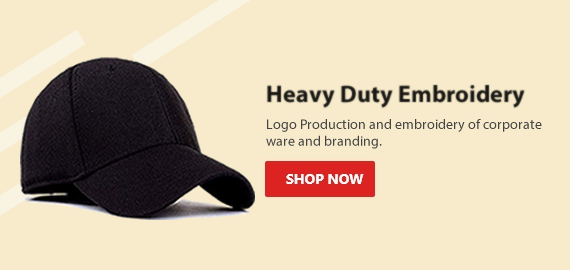 Heavy Duty Embroidery
Logo Production and embroidery of corporate
ware and branding.
SHOP NOW